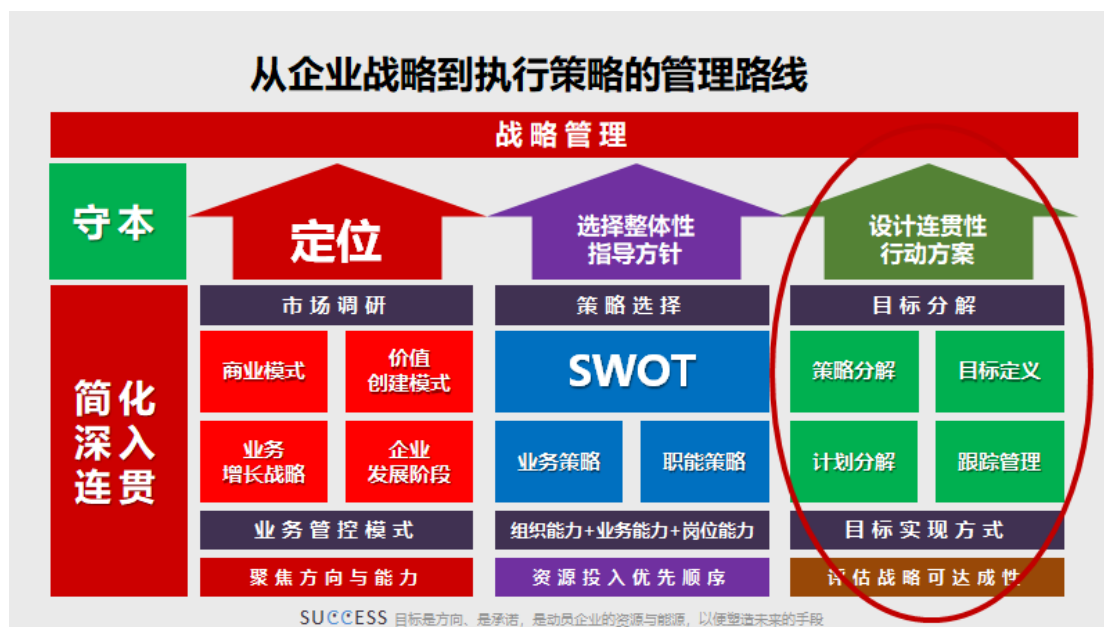 从企业战略到执行策略的管理路线
战略管理
守本
定位
选择整体性
指导方针
设计连贯性
行动方案
简化
深入
连贯
市场调研
商业模式
价值
创建模式
业务
增长战略
企业
发展阶段
业务管控模式
聚焦方向与能力
策略选择
SWOT
业务策略
职能策略
组织能力+业务能力+岗位能力
资源投入优先顺序
目标分解
策略分解
目标定义
计划分解
跟踪管理
目标实现方式
评估战略可达成性
SUCCESS 目标是方向、是承诺，是动员企业的资源与能源，以便塑造未来的手段